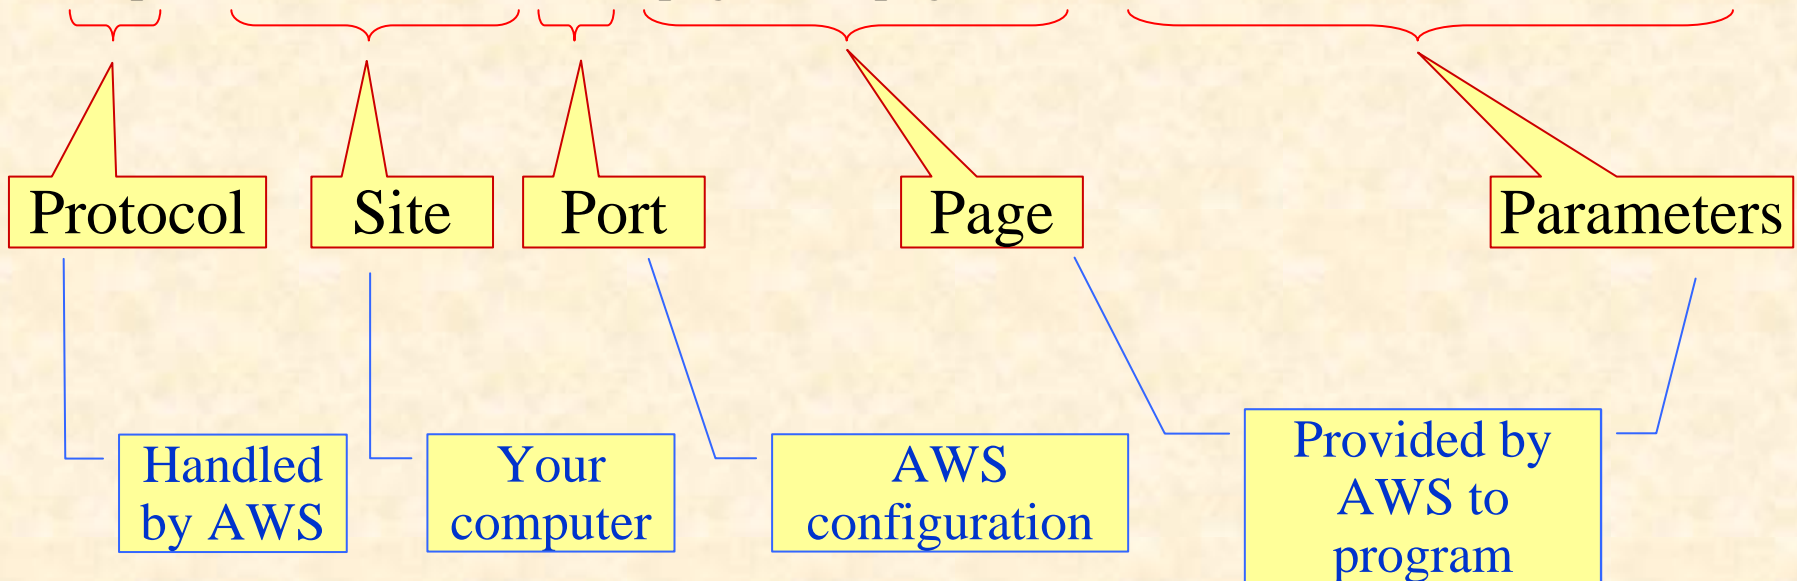 Protocol
Site
Port
Page
Parameters
Handled
by AWS
Your
computer
AWS
configuration
Provided by
AWS to
program